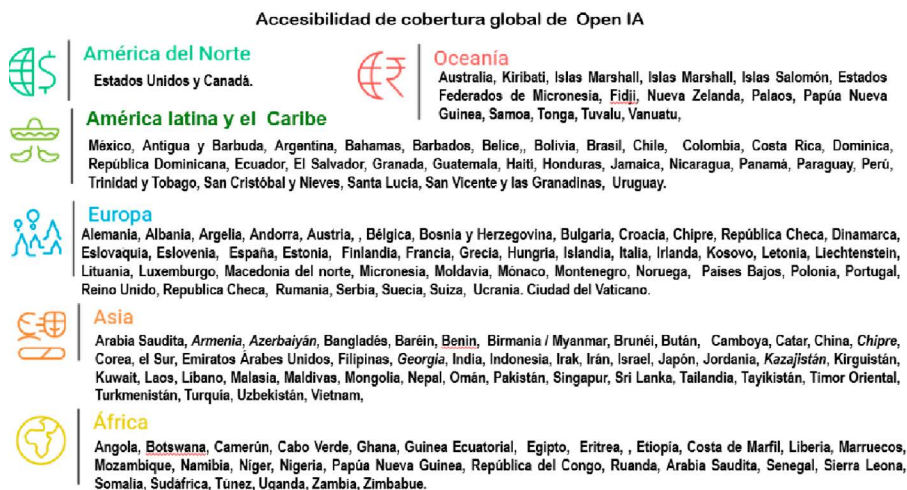 Accesibilidad de cobertura global de Open IA
América del Norte
Estados Unidos y Canadá.
Oceanía
Australia, Kiribati, Islas Marshall, Islas Marshall, Islas Salomón, Estados
Federados de Micronesia, Fidji, Nueva Zelanda, Palaos, Papúa Nueva
Guinea, Samoa, Tonga, Tuvalu, Vanuatu,
América latina y el Caribe
México, Antigua y Barbuda, Argentina, Bahamas, Barbados, Belice,, Bolivia, Brasil, Chile, Colombia, Costa Rica, Dominica,
República Dominicana, Ecuador, El Salvador, Granada, Guatemala, Haití, Honduras, Jamaica, Nicaragua, Panamá, Paraguay, Perú,
Trinidad y Tobago, San Cristóbal y Nieves, Santa Lucía, San Vicente y las Granadinas, Uruguay.
Europa
Alemania, Albania, Argelia, Andorra, Austria, , Bélgica, Bosnia y Herzegovina, Bulgaria, Croacia, Chipre, República Checa, Dinamarca,
Eslovaquia, Eslovenia, España, Estonia, Finlandia, Francia, Grecia, Hungría, Islandia, Italia, Irlanda, Kosovo, Letonia, Liechtenstein,
Lituania, Luxemburgo, Macedonia del norte, Micronesia, Moldavia, Mónaco, Montenegro, Noruega, Países Bajos, Polonia, Portugal,
Reino Unido, Republica Checa, Rumania, Serbia, Suecia, Suiza, Ucrania. Ciudad del Vaticano.
Asia
Arabia Saudita, Armenia, Azerbaiyán, Bangladés, Baréin, Benin, Birmania / Myanmar, Brunéi, Bután, Camboya, Catar, China, Chipre,
Corea, el Sur, Emiratos Árabes Unidos, Filipinas, Georgia, India, Indonesia, Irak, Irán, Israel, Japón, Jordania, Kazajistán, Kirguistán,
Kuwait, Laos, Líbano, Malasia, Maldivas, Mongolia, Nepal, Omán, Pakistán, Singapur, Sri Lanka, Tailandia, Tayikistán, Timor Oriental,
Turkmenistán, Turquía, Uzbekistán, Vietnam,
África
Angola, Botswana, Camerún, Cabo Verde, Ghana, Guinea Ecuatorial, Egipto, Eritrea, , Etiopía, Costa de Marfil, Liberia, Marruecos,
Mozambique, Namibia, Níger, Nigeria, Papúa Nueva Guinea, República del Congo, Ruanda, Arabia Saudita, Senegal, Sierra Leona,
Somalia, Sudáfrica, Túnez, Uganda, Zambia, Zimbabue.